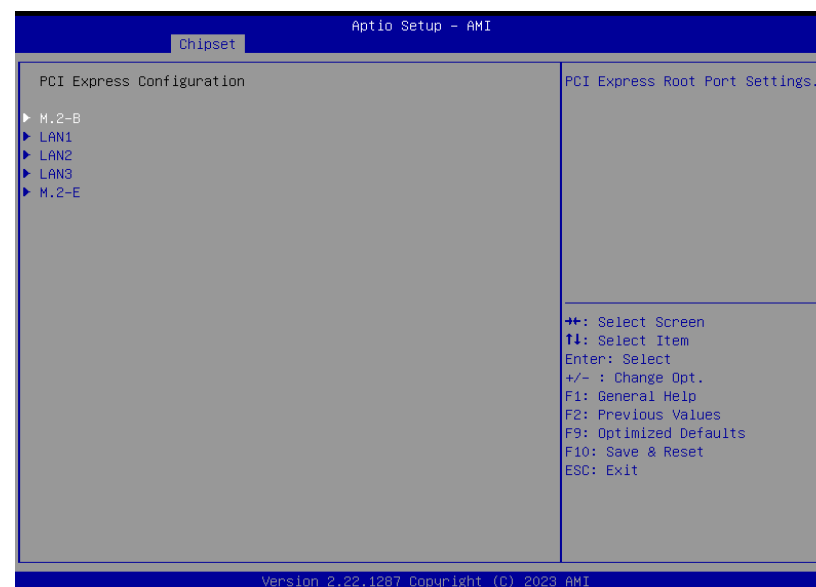 Aptio Setup - AMI
Chipset
PCI Express Configuration
▶ M.2-B
▶ LAN1
▶ LAN2
▶ LAN3
▶ M.2-E
PCI Express Root Port Settings.
→←: Select Screen
↑↓: Select Item
Enter: Select
+/- : Change Opt.
F1: General Help
F2: Previous Values
F9: Optimized Defaults
F10: Save & Reset
ESC: Exit
Version 2.22.1287 Copyright (C) 2023 AMI